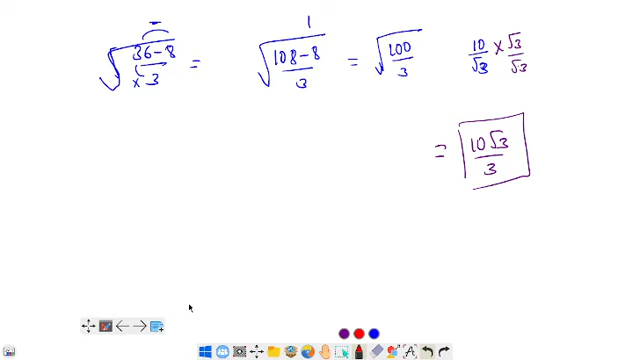 √(36-8/3) = √((108-8)/3) = √(100/3) 10/√3 × √3/√3
= 10√3/3